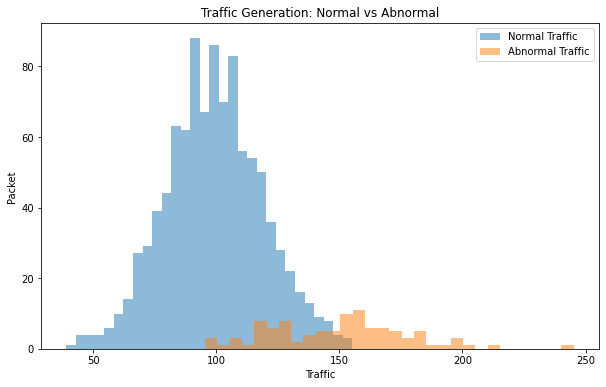 Traffic Generation: Normal vs Abnormal
Normal Traffic
Abnormal Traffic
80
60
40
20
0
Packet
50
100
150
200
250
Traffic